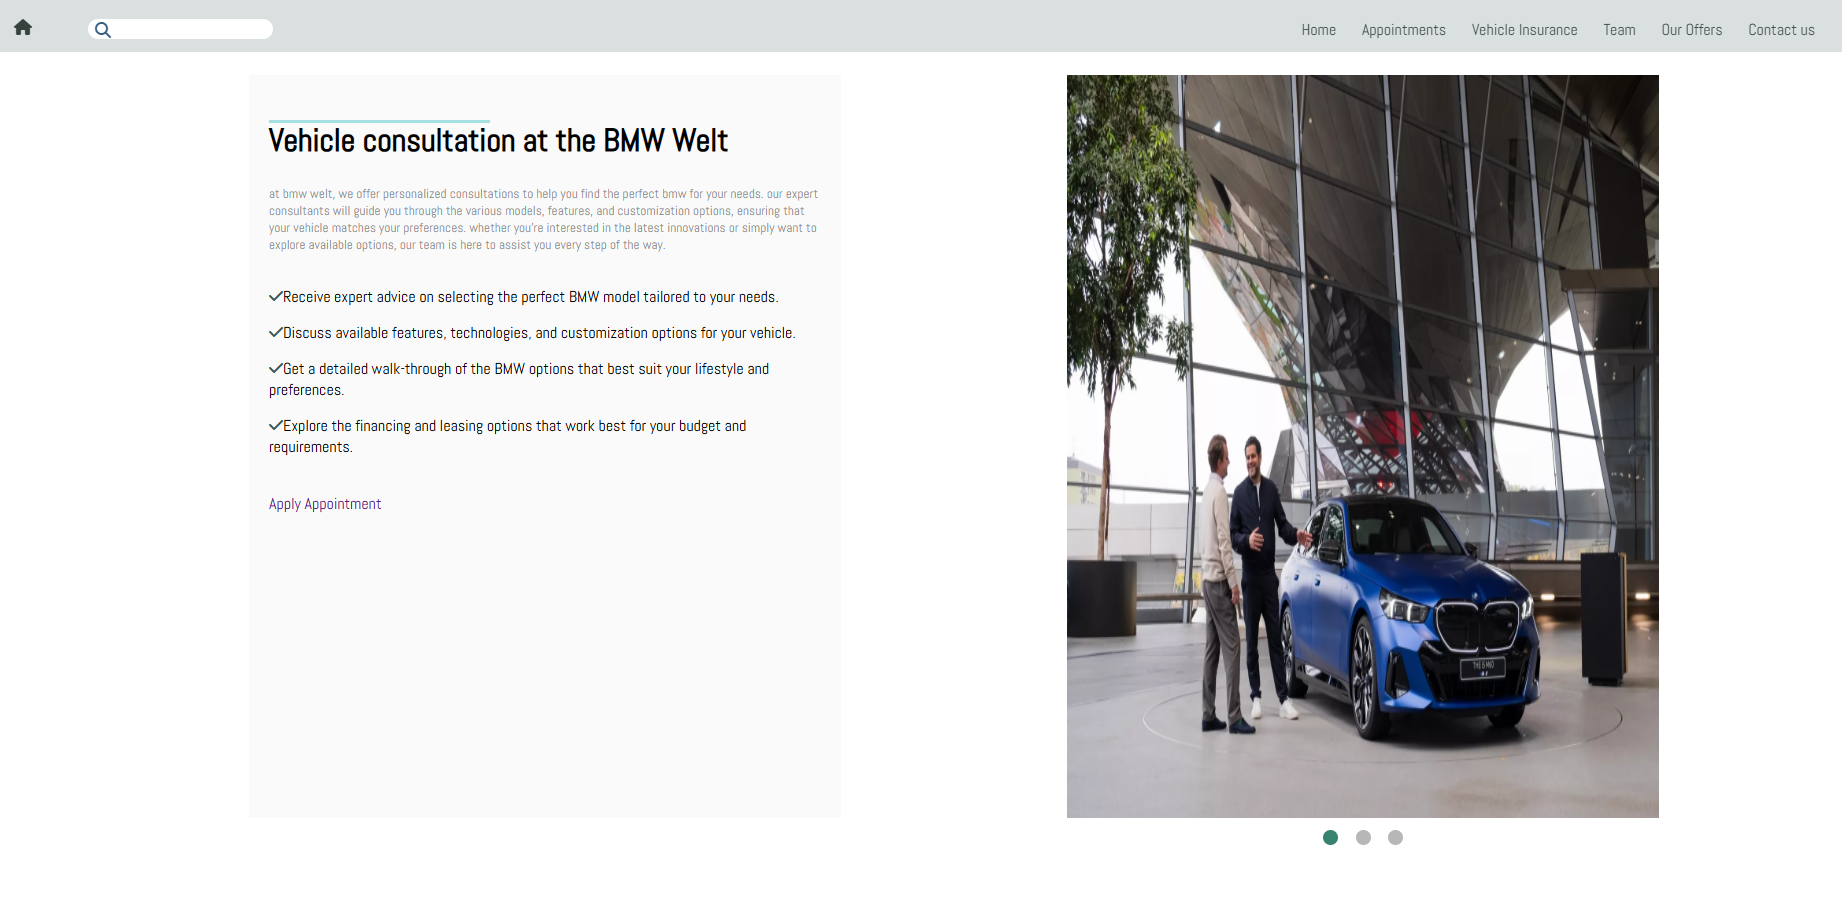 Home Appointments Vehicle Insurance Team Our Offers Contact us
Vehicle consultation at the BMW Welt
at bmw welt, we offer personalized consultations to help you find the perfect bmw for your needs. our expert
consultants will guide you through the various models, features, and customization options, ensuring that
your vehicle matches your preferences. whether you're interested in the latest innovations or simply want to
explore available options, our team is here to assist you every step of the way.
Receive expert advice on selecting the perfect BMW model tailored to your needs.
Discuss available features, technologies, and customization options for your vehicle.
Get a detailed walk-through of the BMW options that best suit your lifestyle and
preferences.
Explore the financing and leasing options that work best for your budget and
requirements.
Apply Appointment